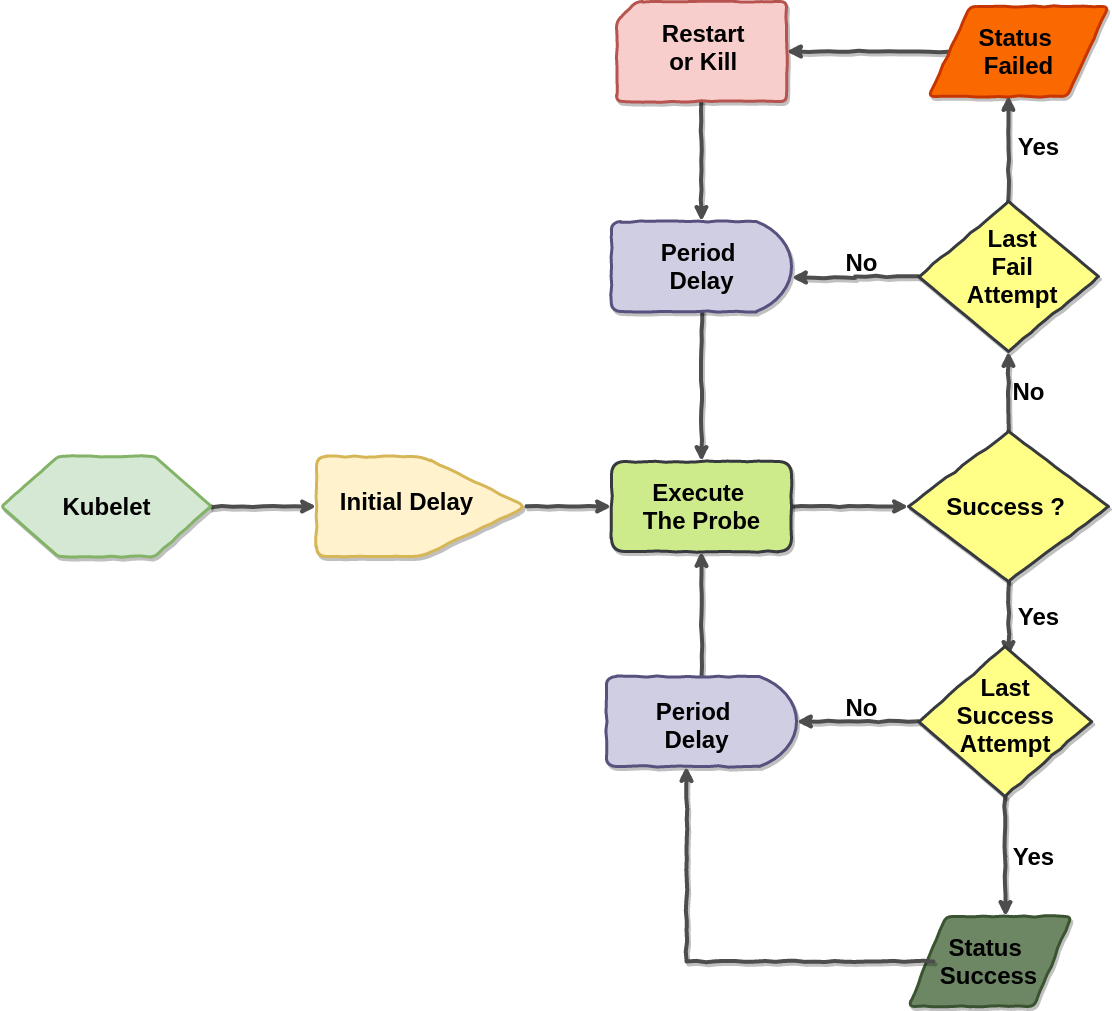 Restart
or Kill
Status
Failed
Yes
Period
Delay
No
Last
Fail
Attempt
No
Kubelet
Initial Delay
Execute
The Probe
Success ?
Yes
Period
Delay
No
Last
Success
Attempt
Yes
Status
Success